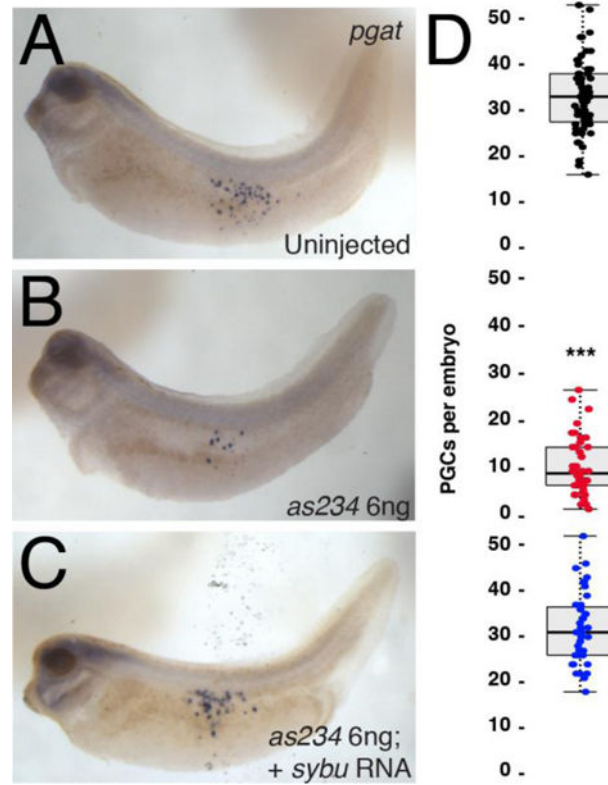 A
pgat
Uninjected
B
as234 6ng
C
as234 6ng;
+ sybu RNA
D
PGCs per embryo
50 -
40 -
30 -
20 -
10 -
0 -
50 -
40 -
***
30 -
20 -
10 -
0 -
50 -
40 -
30 -
20 -
10 -
0 -